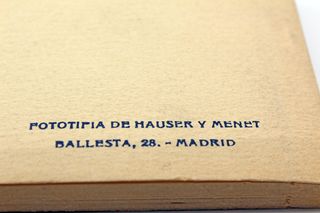 FOTOTIPIA DE HAUSER Y MENET
BALLESTA, 28. - MADRID